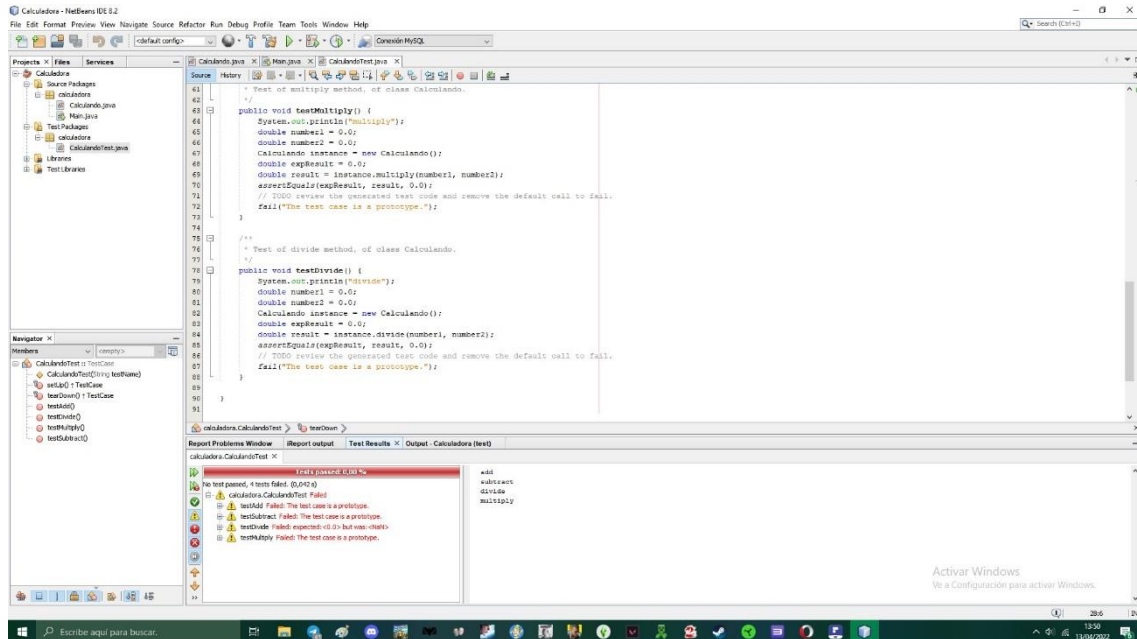 Calculadora - NetBeans IDE 8.2
File Edit Format Preview View Navigate Source Refactor Run Debug Profile Team Tools Window Help
Search (Ctrl+I)
<default config>
Conexión MySQL
Projects Files Services
Calculando.java Main.java CalculandoTest.java
Source History
Calculadora
Source Packages
calculadora
Calculando.java
Main.java
Test Packages
calculadora
CalculandoTest.java
Libraries
Test Libraries
Navigator
Members <empty>
CalculandoTest :: TestCase
CalculandoTest(String testName)
setUp() ↑ TestCase
tearDown() ↑ TestCase
testAdd()
testDivide()
testMultiply()
testSubtract()
61 * Test of multiply method, of class Calculando.
62 */
63 public void testMultiply() {
64 System.out.println("multiply");
65 double number1 = 0.0;
66 double number2 = 0.0;
67 Calculando instance = new Calculando();
68 double expResult = 0.0;
69 double result = instance.multiply(number1, number2);
70 assertEquals(expResult, result, 0.0);
71 // TODO review the generated test code and remove the default call to fail.
72 fail("The test case is a prototype.");
73 }
74
75 /**
76 * Test of divide method, of class Calculando.
77 */
78 public void testDivide() {
79 System.out.println("divide");
80 double number1 = 0.0;
81 double number2 = 0.0;
82 Calculando instance = new Calculando();
83 double expResult = 0.0;
84 double result = instance.divide(number1, number2);
85 assertEquals(expResult, result, 0.0);
86 // TODO review the generated test code and remove the default call to fail.
87 fail("The test case is a prototype.");
88 }
89
90 }
91
calculadora.CalculandoTest tearDown
Report Problems Window iReport output Test Results Output - Calculadora (test)
calculadora.CalculandoTest
Tests passed: 0,00 %
No test passed, 4 tests failed. (0,042 s)
calculadora.CalculandoTest Failed
testAdd Failed: The test case is a prototype.
testSubtract Failed: The test case is a prototype.
testDivide Failed: expected:<0.0> but was:<NaN>
testMultiply Failed: The test case is a prototype.
add
subtract
divide
multiply
Activar Windows
Ve a Configuración para activar Windows.
28:6
Escribe aquí para buscar.
13:50
13/04/2022